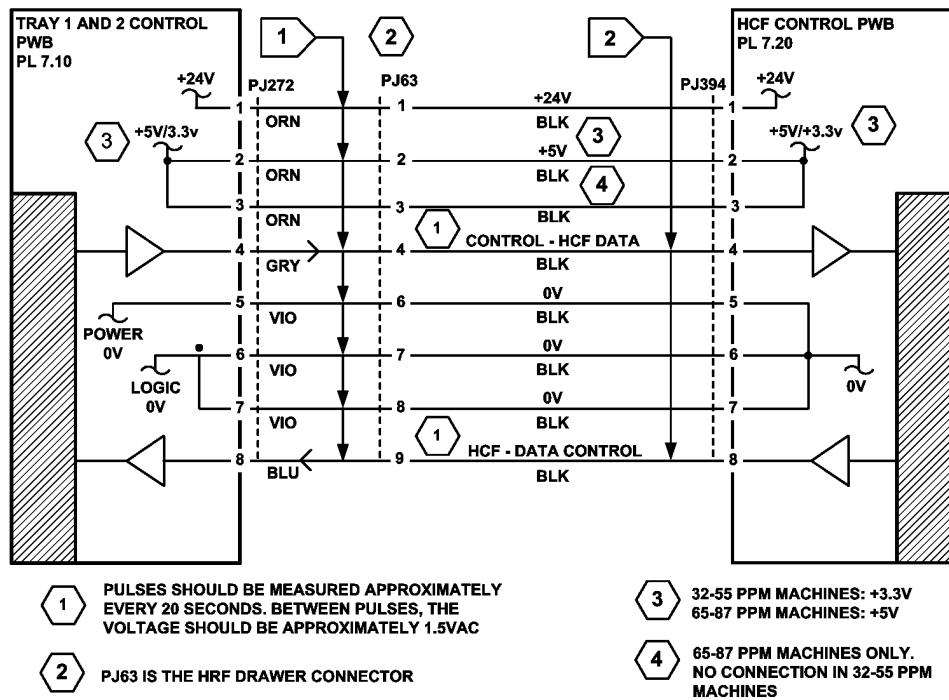 TRAY 1 AND 2 CONTROL
PWB
PL 7.10
1
2
2
HCF CONTROL PWB
PL 7.20
+24V
PJ272
PJ63
PJ394
+24V
1
1
+24V
1
ORN
BLK
3
+5V/3.3v
3
+5V/+3.3v
3
2
2
+5V
2
ORN
BLK
4
3
3
3
ORN
BLK
1
4
4
CONTROL - HCF DATA
4
GRY
BLK
5
6
0V
5
VIO
BLK
POWER
0V
6
7
0V
6
VIO
BLK
LOGIC
0V
0V
7
8
0V
7
VIO
BLK
1
8
9
HCF - DATA CONTROL
8
BLU
BLK
1
PULSES SHOULD BE MEASURED APPROXIMATELY
EVERY 20 SECONDS. BETWEEN PULSES, THE
VOLTAGE SHOULD BE APPROXIMATELY 1.5VAC
2
PJ63 IS THE HRF DRAWER CONNECTOR
3
32-55 PPM MACHINES: +3.3V
65-87 PPM MACHINES: +5V
4
65-87 PPM MACHINES ONLY.
NO CONNECTION IN 32-55 PPM
MACHINES